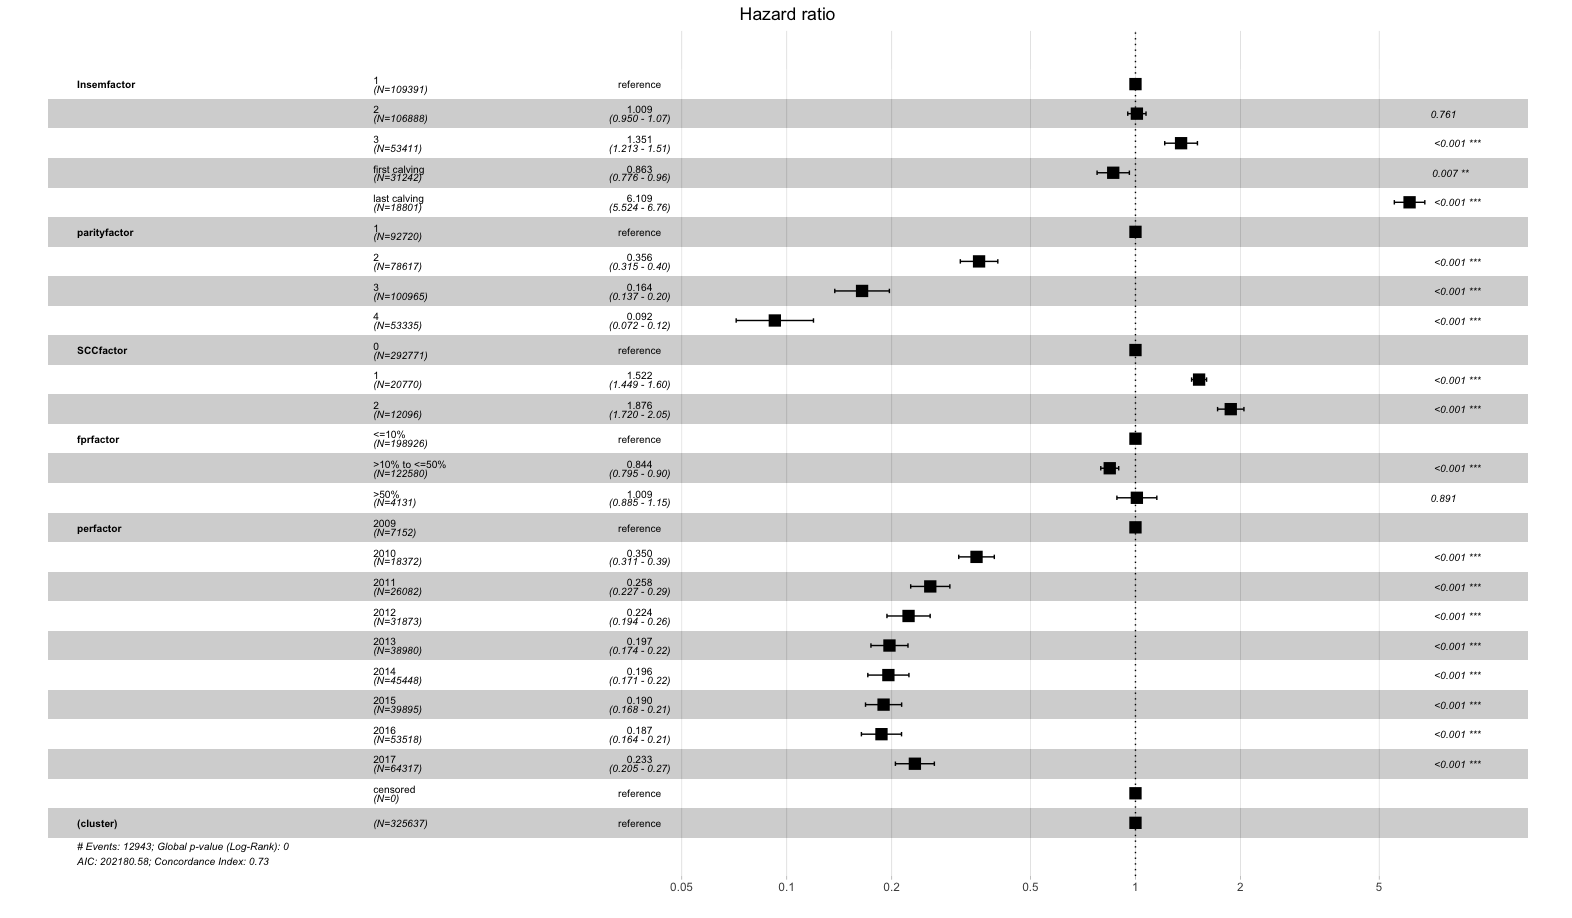 Hazard ratio
Insemfactor 1 reference
(N=109391)
2 1.009
(N=106888) (0.950 - 1.07) 0.761
3 1.351
(N=53411) (1.213 - 1.51) <0.001 ***
first calving 0.863
(N=31242) (0.776 - 0.96) 0.007 **
last calving 6.109
(N=18801) (5.524 - 6.76) <0.001 ***
parityfactor 1 reference
(N=92720)
2 0.356
(N=78617) (0.315 - 0.40) <0.001 ***
3 0.164
(N=100965) (0.137 - 0.20) <0.001 ***
4 0.092
(N=53335) (0.072 - 0.12) <0.001 ***
SCCfactor 0 reference
(N=292771)
1 1.522
(N=20770) (1.449 - 1.60) <0.001 ***
2 1.876
(N=12096) (1.720 - 2.05) <0.001 ***
fprfactor <=10% reference
(N=198926)
>10% to <=50% 0.844
(N=122580) (0.795 - 0.90) <0.001 ***
>50% 1.009
(N=4131) (0.885 - 1.15) 0.891
perfactor 2009 reference
(N=7152)
2010 0.350
(N=18372) (0.311 - 0.39) <0.001 ***
2011 0.258
(N=26082) (0.227 - 0.29) <0.001 ***
2012 0.224
(N=31873) (0.194 - 0.26) <0.001 ***
2013 0.197
(N=38980) (0.174 - 0.22) <0.001 ***
2014 0.196
(N=45448) (0.171 - 0.22) <0.001 ***
2015 0.190
(N=39895) (0.168 - 0.21) <0.001 ***
2016 0.187
(N=53518) (0.164 - 0.21) <0.001 ***
2017 0.233
(N=64317) (0.205 - 0.27) <0.001 ***
censored reference
(N=0)
(cluster) (N=325637) reference
# Events: 12943; Global p-value (Log-Rank): 0
AIC: 202180.58; Concordance Index: 0.73
0.05 0.1 0.2 0.5 1 2 5